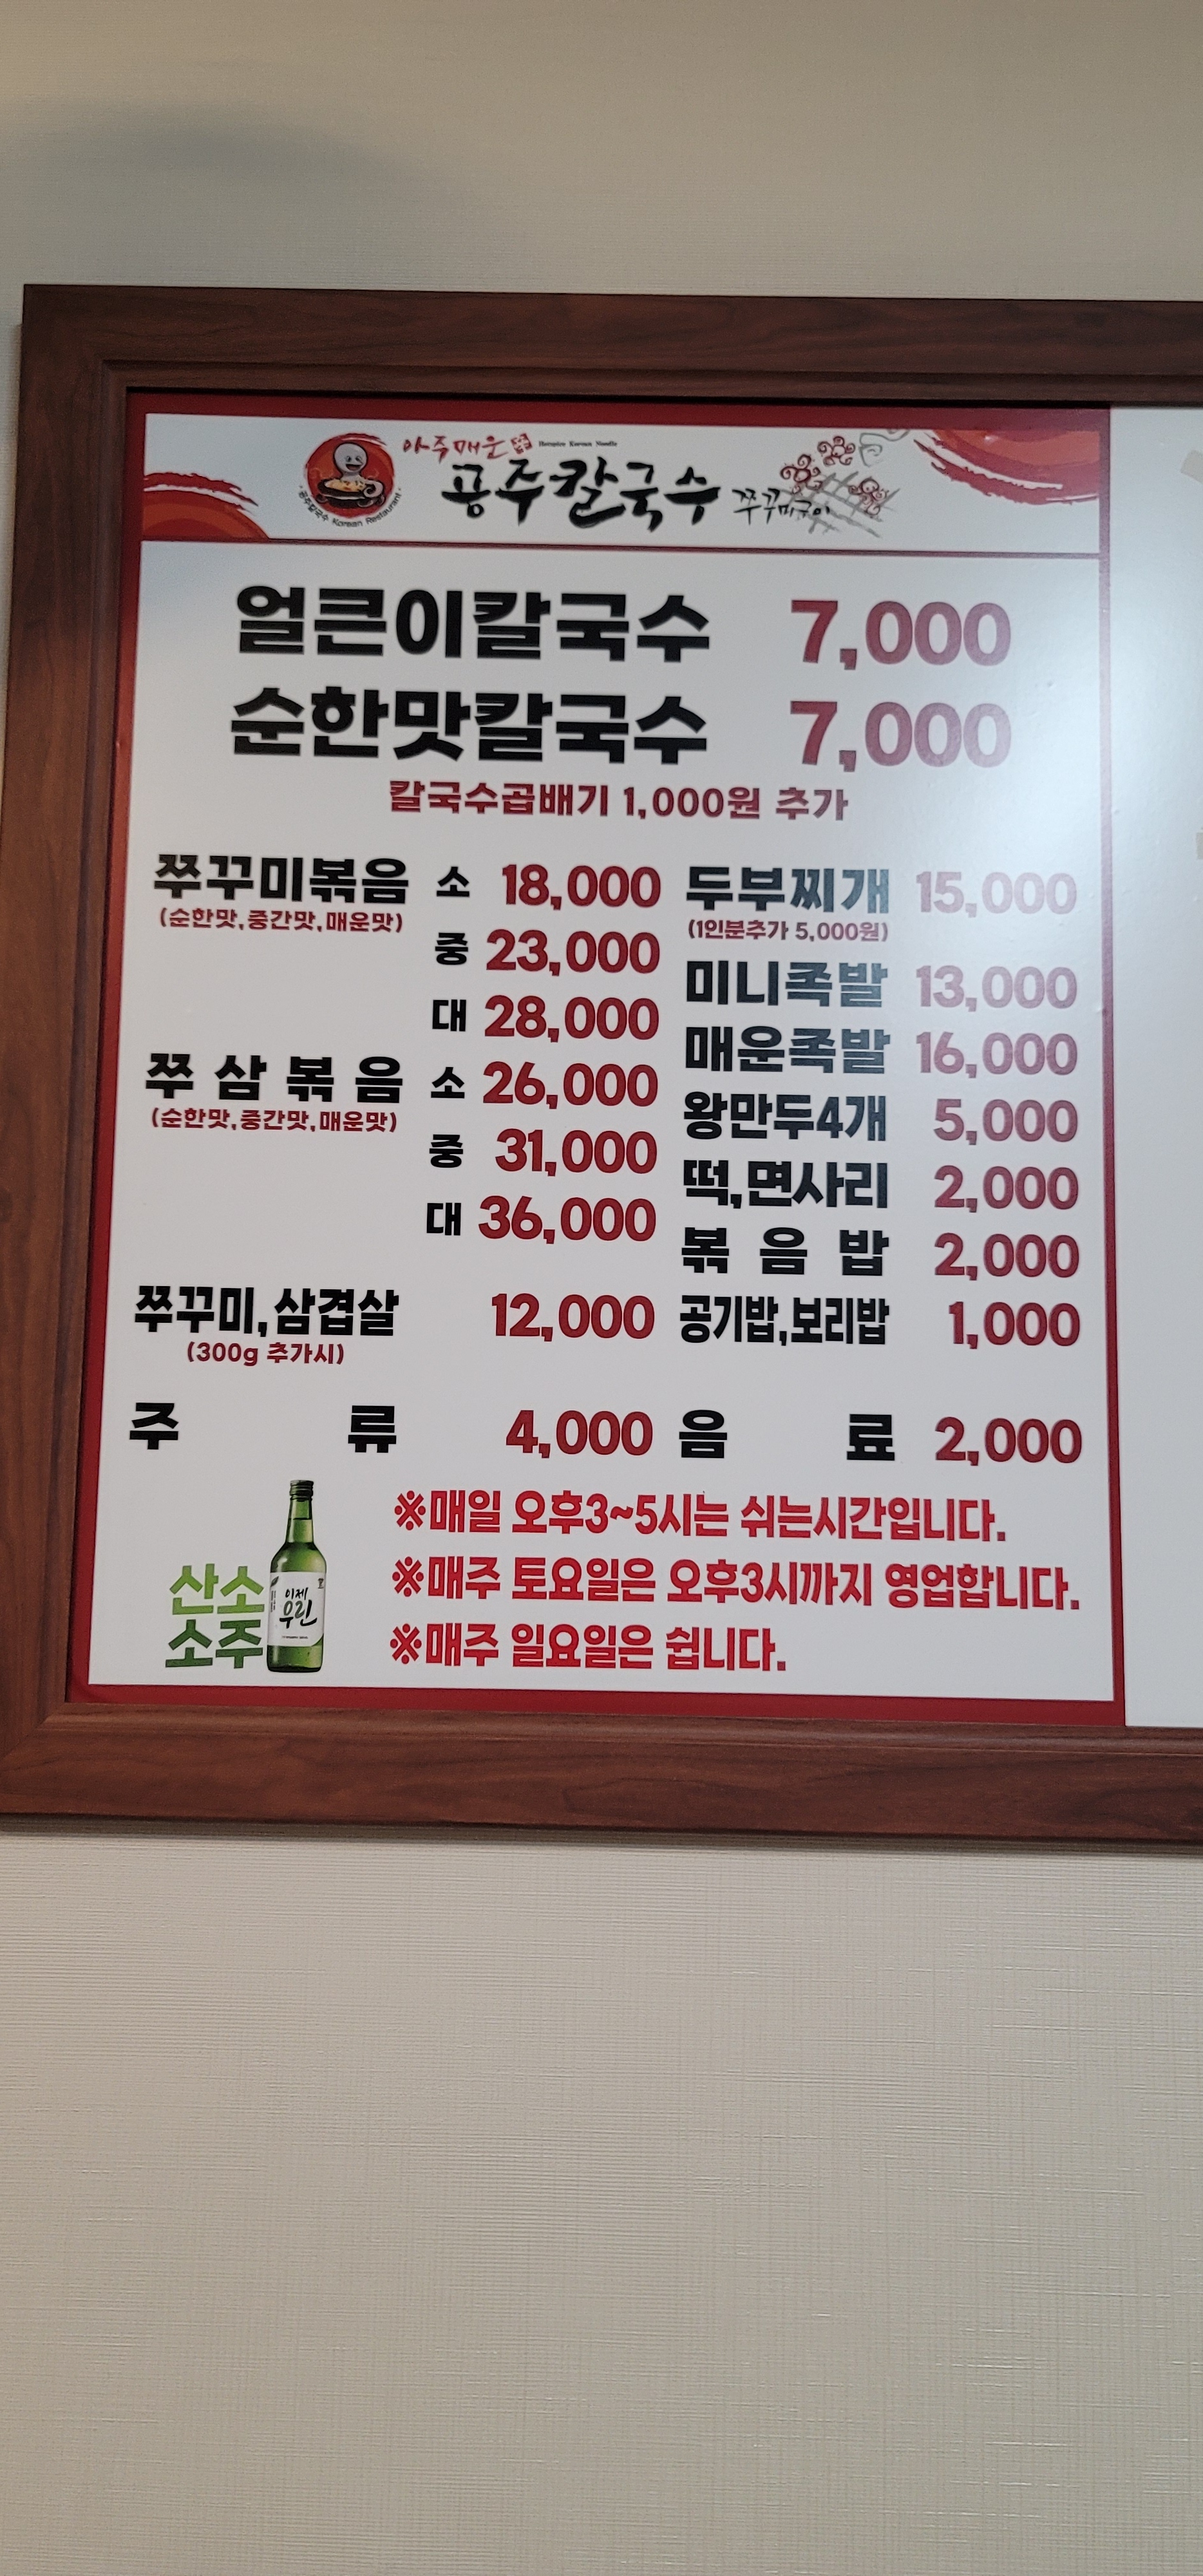 아주매운
공주칼국수 쭈꾸미구이
Korean Restaurant
얼큰이칼국수 7,000
순한맛칼국수 7,000
칼국수곱배기 1,000원 추가
쭈꾸미볶음 소 18,000
(순한맛,중간맛,매운맛)
중 23,000
대 28,000
쭈삼볶음 소 26,000
(순한맛,중간맛,매운맛)
중 31,000
대 36,000
쭈꾸미,삼겹살 12,000
(300g 추가시)
주류 4,000
두부찌개 15,000
(1인분추가 5,000원)
미니족발 13,000
매운족발 16,000
왕만두4개 5,000
떡,면사리 2,000
볶음밥 2,000
공기밥,보리밥 1,000
음료 2,000
산소
소주
이제
우린
※매일 오후3~5시는 쉬는시간입니다.
※매주 토요일은 오후3시까지 영업합니다.
※매주 일요일은 쉽니다.